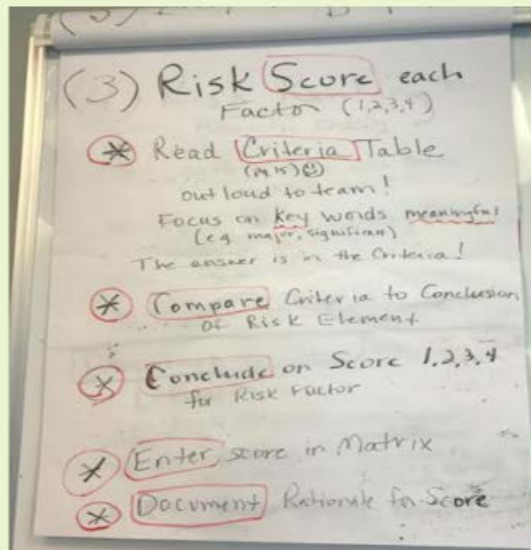 (3) Risk Score each
Factor (1,2,3,4)
* Read Criteria Table
out loud to team!
Focus on key words meaningful
(e.g. major, significant)
The answer is in the Criteria!
* Compare Criteria to Conclusion
of Risk Element
* Conclude on Score 1,2,3,4
for Risk Factor
* Enter score in Matrix
* Document Rationale for Score